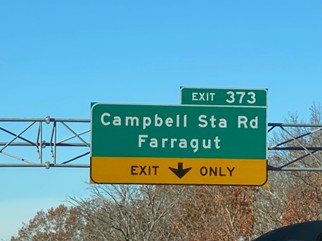 EXIT 373
Campbell Sta Rd
Farragut
EXIT ONLY